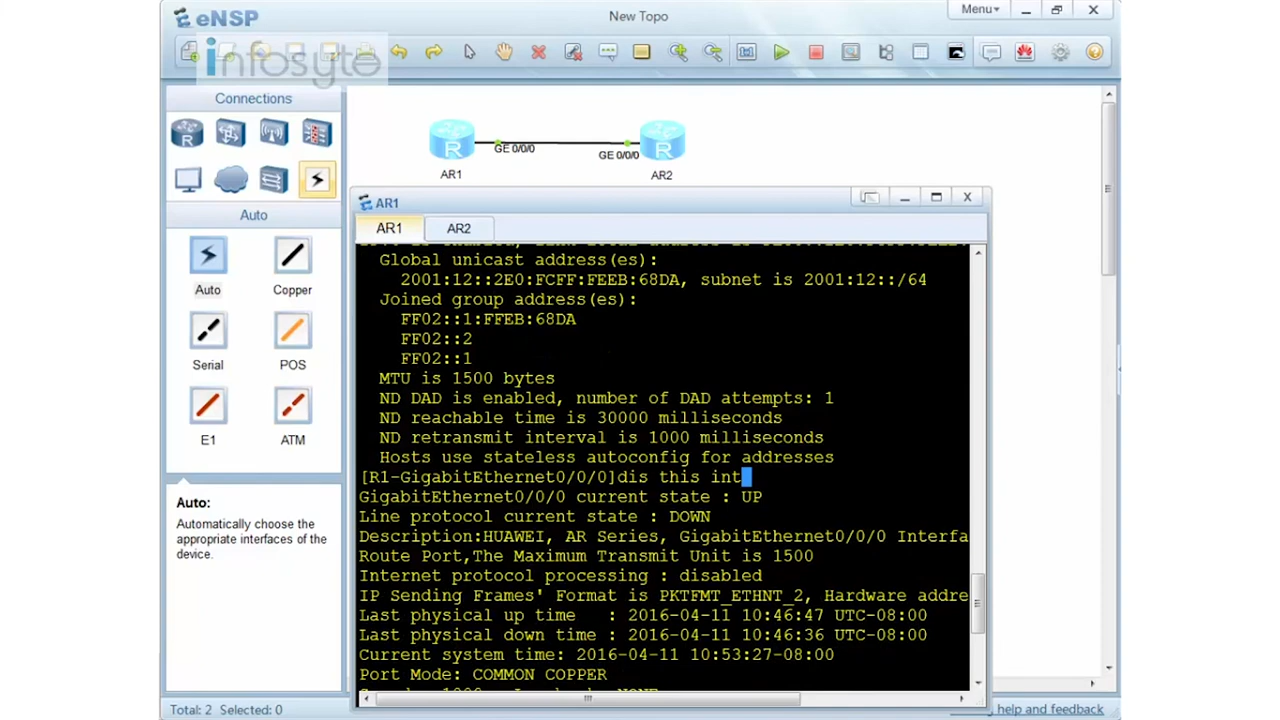 eNSP
New Topo
Menu
infosyte
Connections
GE 0/0/0
GE 0/0/0
AR1
AR2
Auto
AR1
AR1
AR2
Auto
Copper
Serial
POS
E1
ATM
Auto:
Automatically choose the
appropriate interfaces of the
device.
Global unicast address(es):
2001:12::2E0:FCFF:FEEB:68DA, subnet is 2001:12::/64
Joined group address(es):
FF02::1:FFEB:68DA
FF02::2
FF02::1
MTU is 1500 bytes
ND DAD is enabled, number of DAD attempts: 1
ND reachable time is 30000 milliseconds
ND retransmit interval is 1000 milliseconds
Hosts use stateless autoconfig for addresses
[R1-GigabitEthernet0/0/0]dis this int
GigabitEthernet0/0/0 current state : UP
Line protocol current state : DOWN
Description:HUAWEI, AR Series, GigabitEthernet0/0/0 Interfa
Route Port,The Maximum Transmit Unit is 1500
Internet protocol processing : disabled
IP Sending Frames' Format is PKTFMT_ETHNT_2, Hardware addre
Last physical up time   : 2016-04-11 10:46:47 UTC-08:00
Last physical down time : 2016-04-11 10:46:36 UTC-08:00
Current system time: 2016-04-11 10:53:27-08:00
Port Mode: COMMON COPPER
Total: 2 Selected: 0
help and feedback